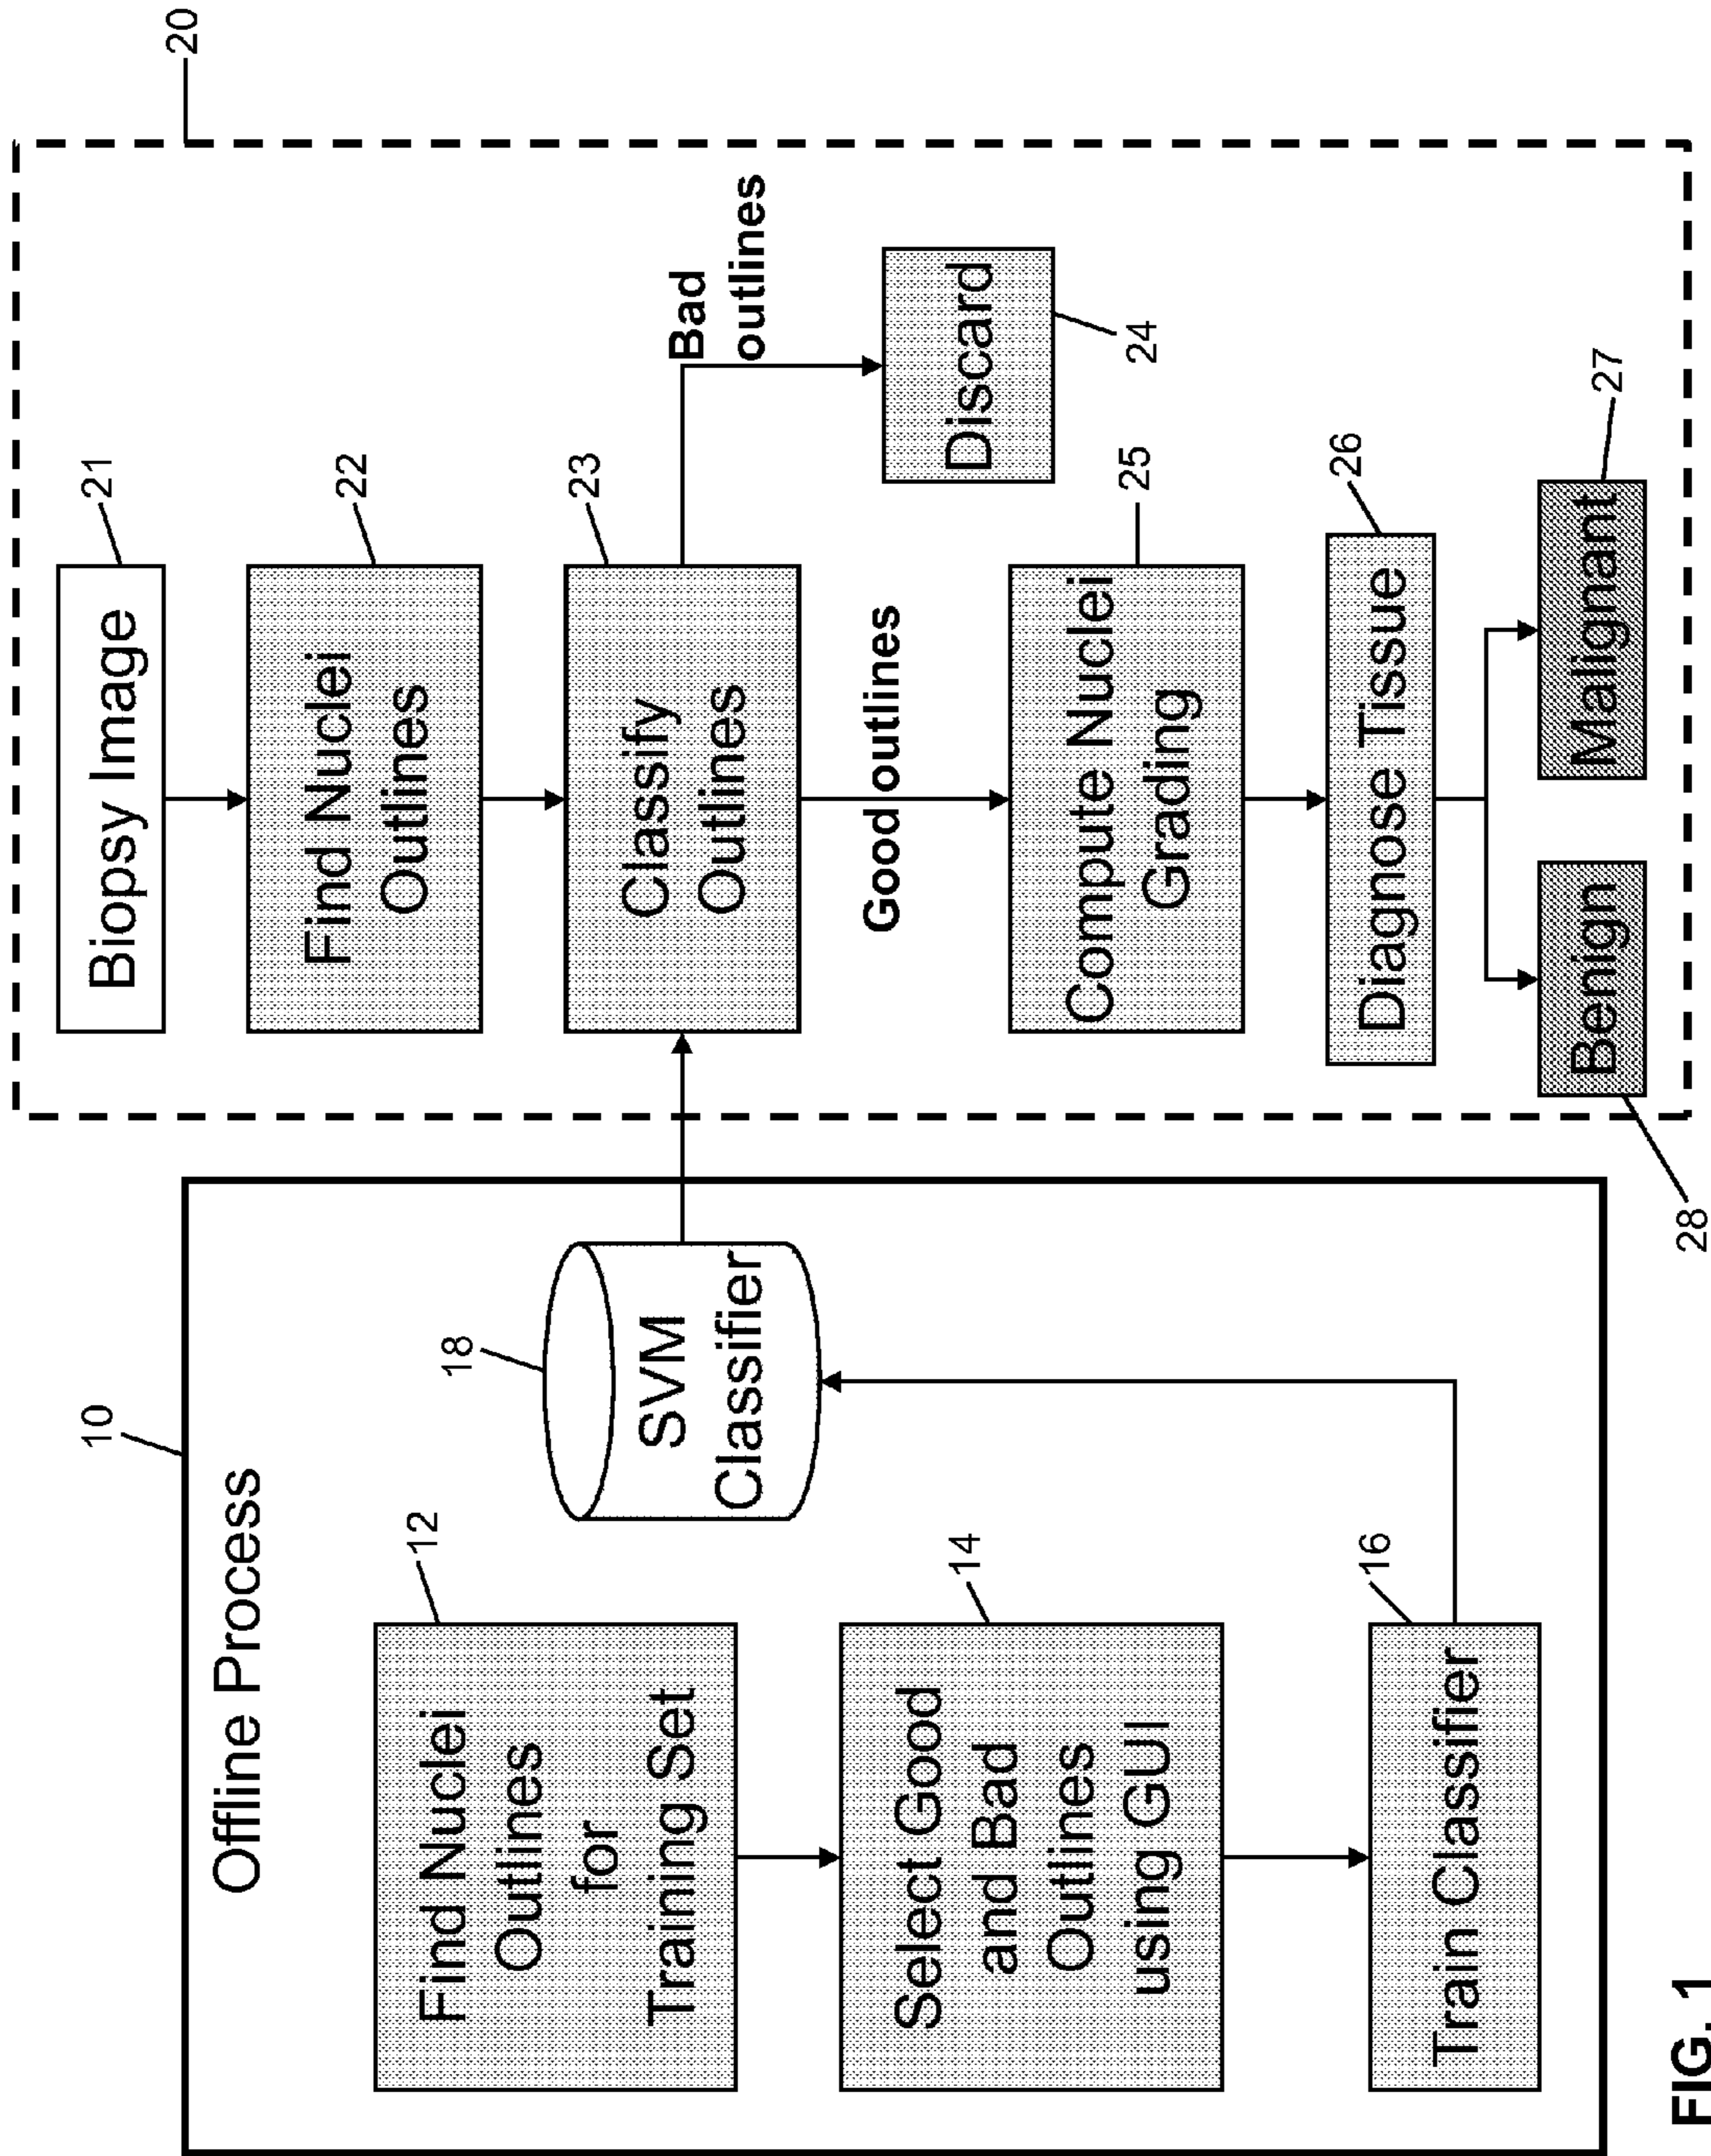 10
Offline Process
Find Nuclei
Outlines
for
Training Set
12
Select Good
and Bad
Outlines
using GUI
14
Train Classifier
16
18
SVM
Classifier
20
Biopsy Image
21
Find Nuclei
Outlines
22
Classify
Outlines
23
Bad
outlines
Discard
24
Good outlines
Compute Nuclei
Grading
25
Diagnose Tissue
26
Benign
28
Malignant
27
FIG. 1